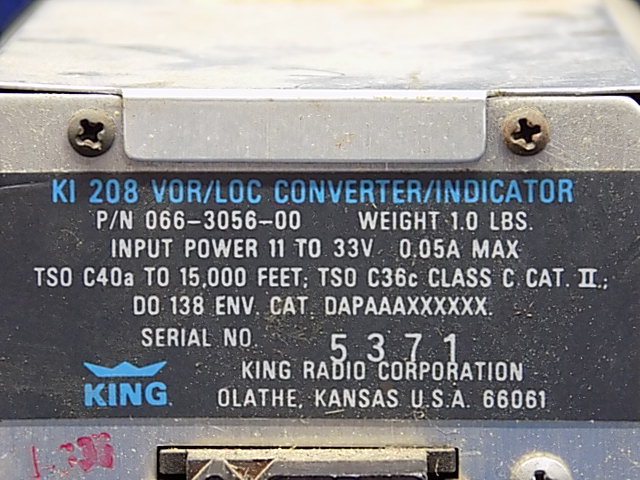 KI 208 VOR/LOC CONVERTER/INDICATOR
P/N 066-3056-00 WEIGHT 1.0 LBS.
INPUT POWER 11 TO 33V 0.05A MAX
TSO C40a TO 15,000 FEET; TSO C36c CLASS C CAT. II.;
DO 138 ENV. CAT. DAPAAAXXXXXX.
SERIAL NO. 5371
KING RADIO CORPORATION
KING OLATHE, KANSAS U.S.A. 66061